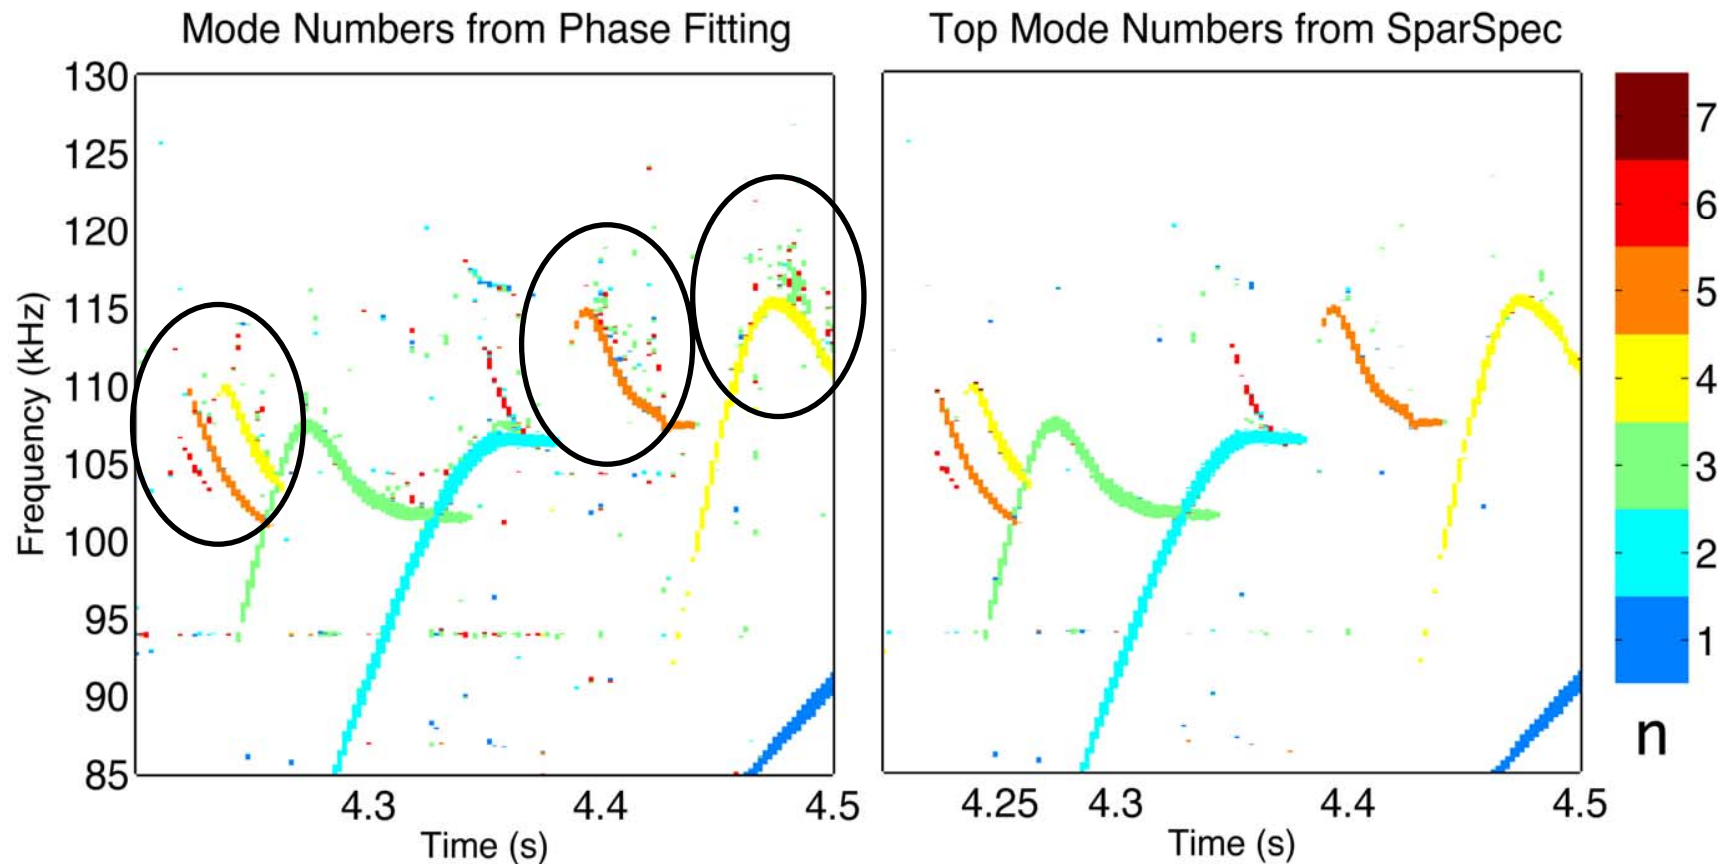 Mode Numbers from Phase Fitting
Top Mode Numbers from SparSpec
Frequency (kHz)
130
125
120
115
110
105
100
95
90
85
4.3 4.4 4.5
Time (s)
4.25 4.3 4.4 4.5
Time (s)
7
6
5
4
3
2
1
n